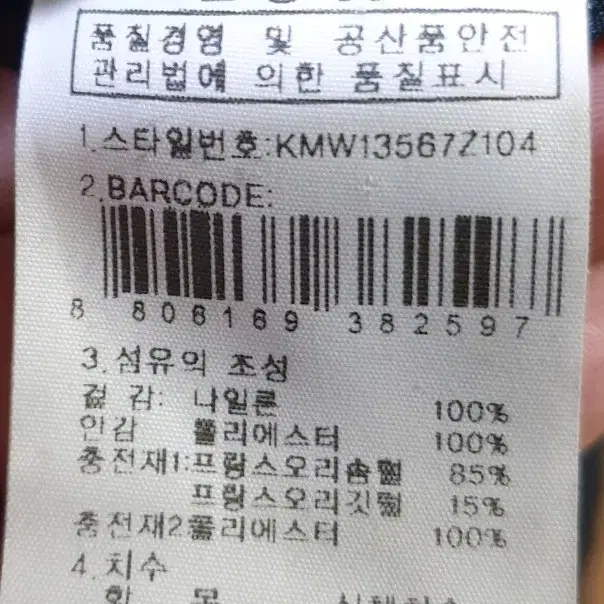 품질경영 및 공산품안전
관리법에 의한 품질표시
1.스타일번호:KMW13567Z104
2.BARCODE:
8 808169 382597
3.섬유의 조성
겉 감: 나일론 100%
안감 폴리에스터 100%
충전재1:프랑스오리솜털 85%
프랑스오리깃털 15%
충전재2폴리에스터 100%
4.치수